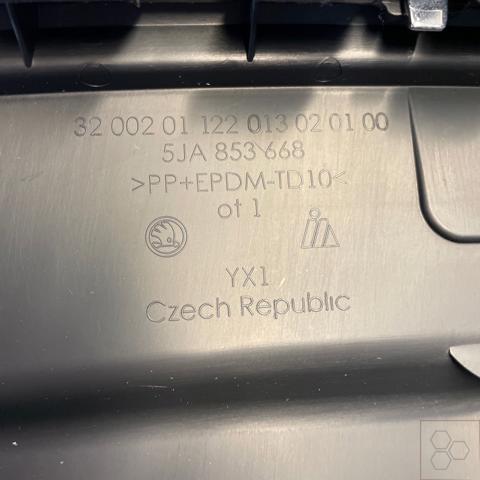 32 002 01 122 013 02 01 00
5JA 853 668
>PP+EPDM-TD10<
ot 1
YX1
Czech Republic